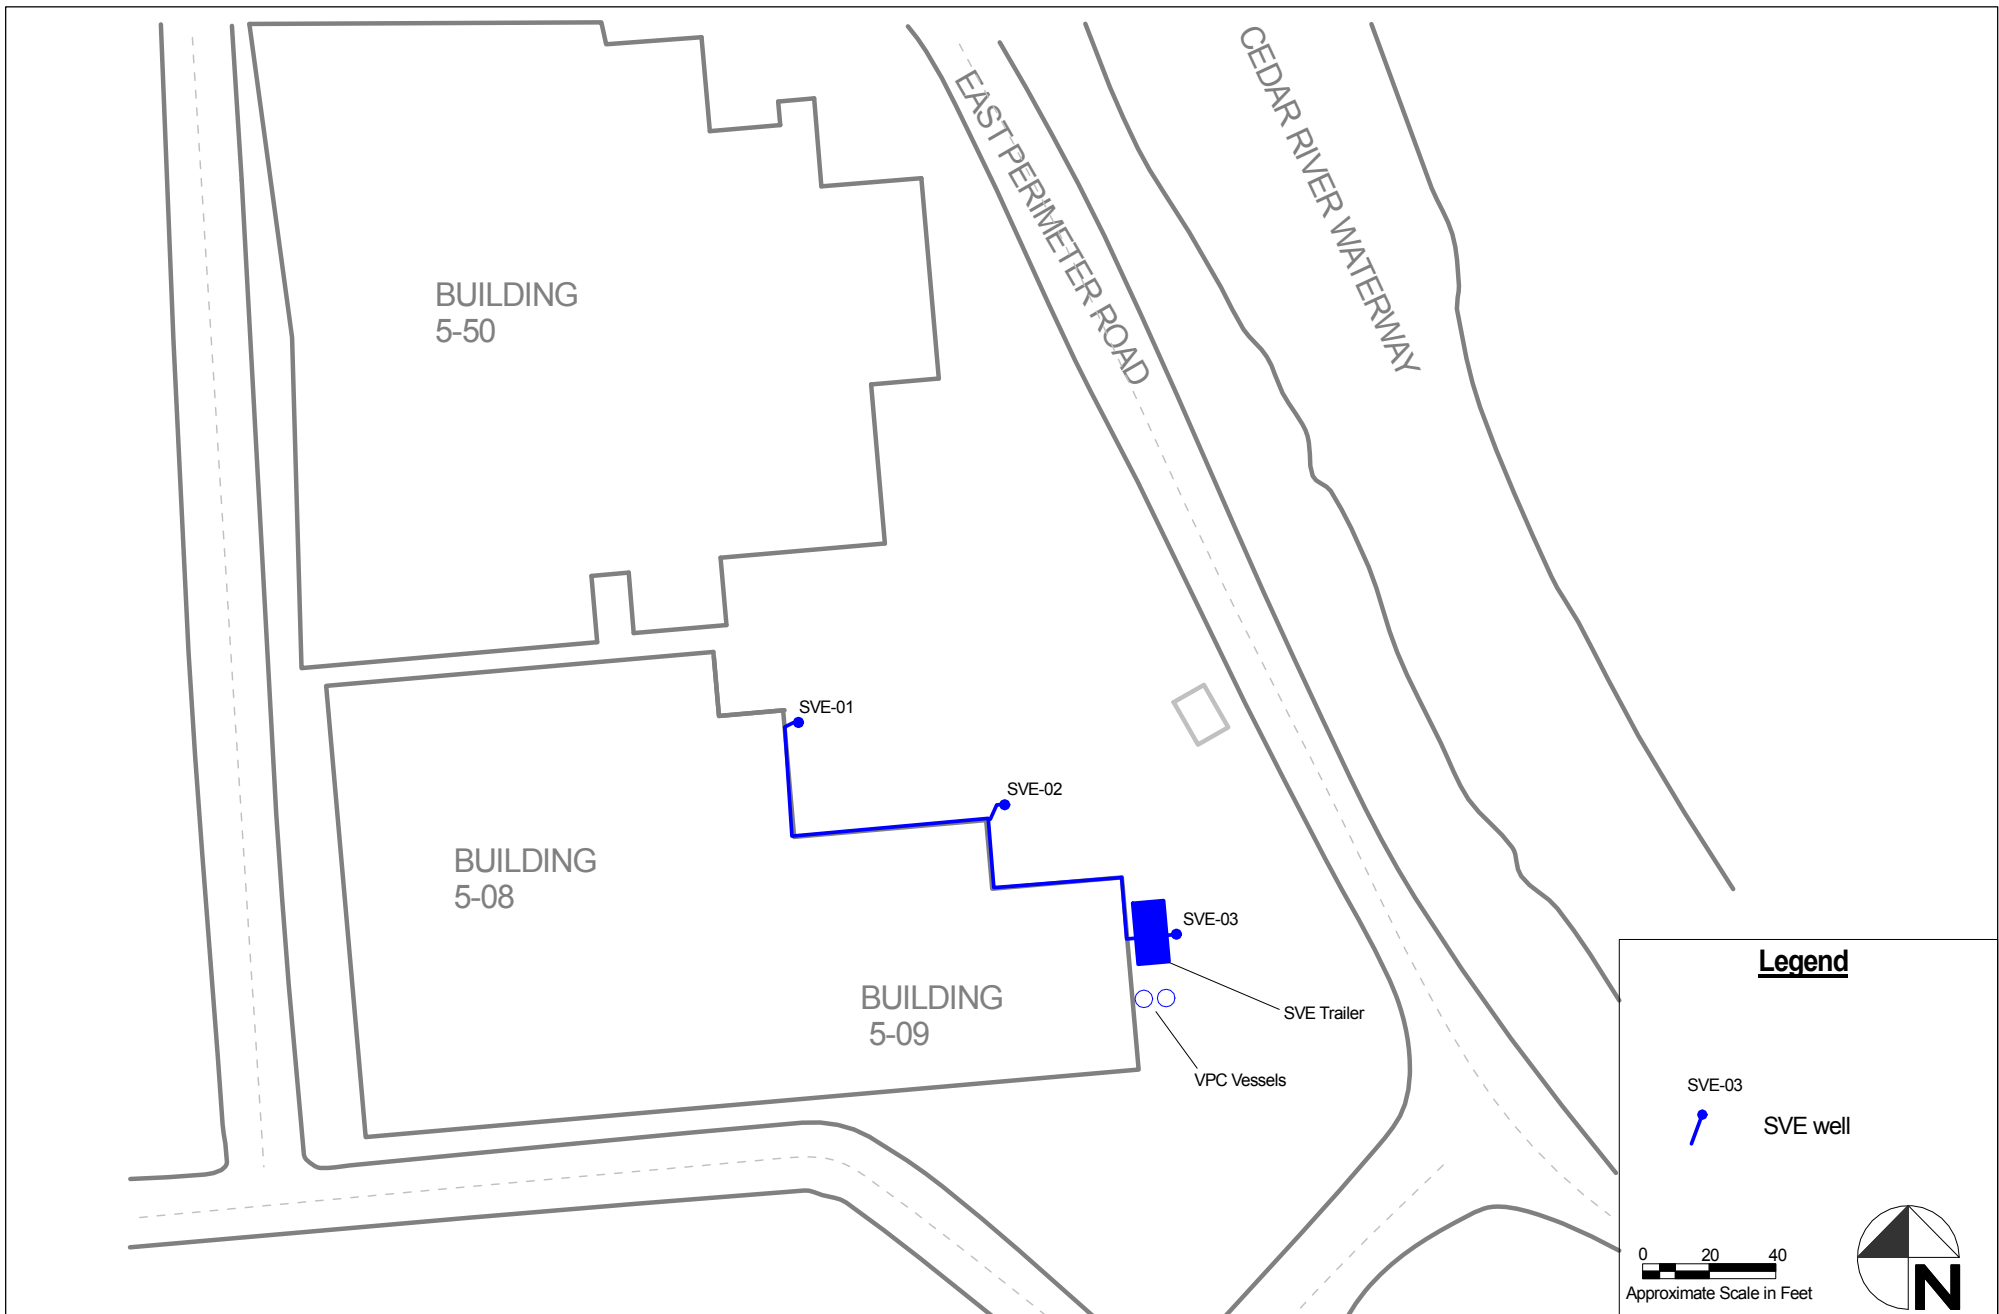 CEDAR RIVER WATERWAY
EAST PERIMETER ROAD
BUILDING
5-50
SVE-01
SVE-02
BUILDING
5-08
SVE-03
BUILDING
5-09
SVE Trailer
VPC Vessels
Legend
SVE-03
SVE well
0 20 40
Approximate Scale in Feet
N